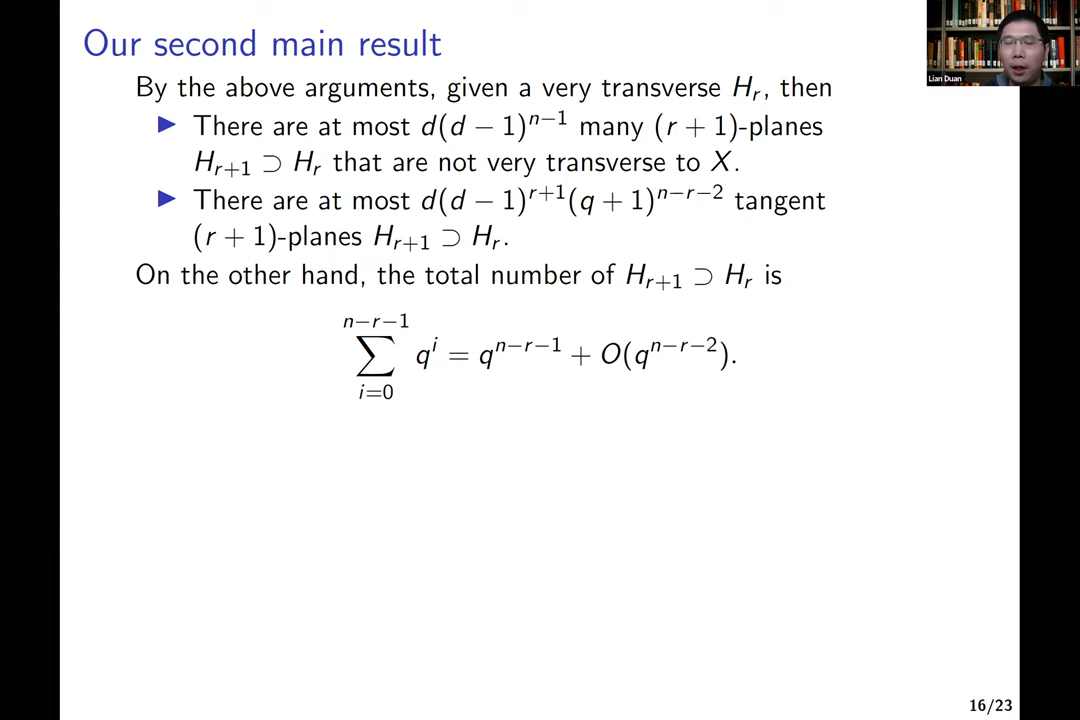 Our second main result
Lian Duan
By the above arguments, given a very transverse H_r, then
▶ There are at most d(d − 1)^{n−1} many (r + 1)-planes
H_{r+1} ⊃ H_r that are not very transverse to X.
▶ There are at most d(d − 1)^{r+1}(q + 1)^{n−r−2} tangent
(r + 1)-planes H_{r+1} ⊃ H_r.
On the other hand, the total number of H_{r+1} ⊃ H_r is
\sum_{i=0}^{n−r−1} q^i = q^{n−r−1} + O(q^{n−r−2}).
16/23